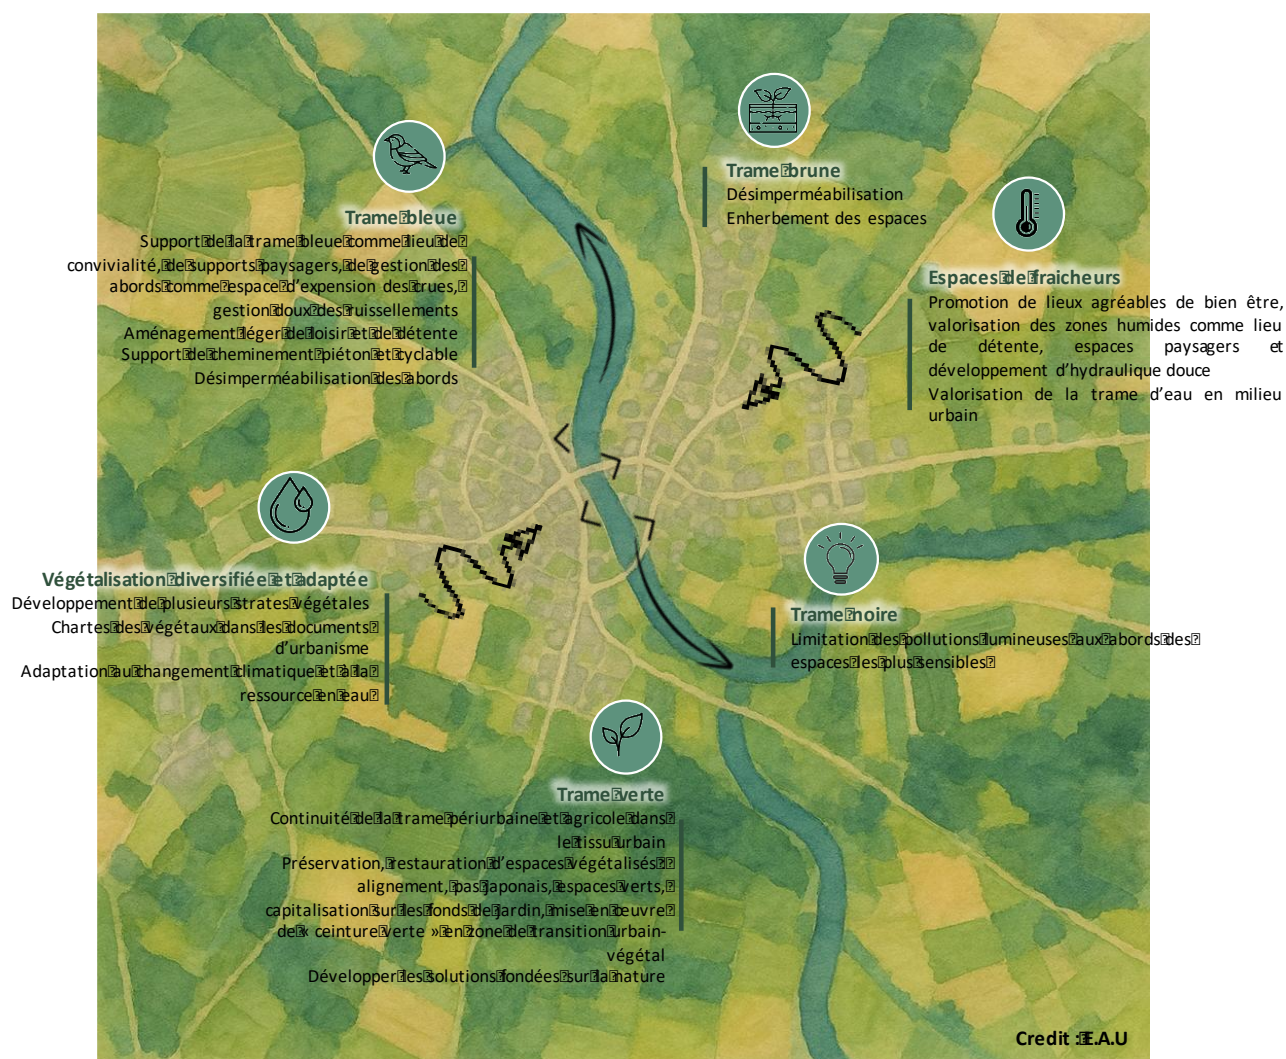 Trame brune
Désimperméabilisation
Enherbement des espaces
Trame bleue
Support de la trame bleue comme lieu de
convivialité, de supports paysagers, de gestion des
abords comme espace d'expension des crues,
gestion doux des ruissellements
Aménagement léger de loisir et de détente
Support de cheminement piéton et cyclable
Désimperméabilisation des abords
Espaces de fraicheurs
Promotion de lieux agréables de bien être,
valorisation des zones humides comme lieu
de détente, espaces paysagers et
développement d'hydraulique douce
Valorisation de la trame d'eau en milieu
urbain
Végétalisation diversifiée et adaptée
Développement de plusieurs strates végétales
Chartes des végétaux dans les documents
d'urbanisme
Adaptation au changement climatique et à la
ressource en eau
Trame noire
Limitation des pollutions lumineuses aux abords des
espaces les plus sensibles
Trame verte
Continuité de la trame périurbaine et agricole dans
le tissu urbain
Préservation, restauration d'espaces végétalisés
alignement, pas japonais, espaces verts,
capitalisation sur les fonds de jardin, mise en œuvre
de « ceinture verte » en zone de transition urbain-
végétal
Développer les solutions fondées sur la nature
Credit : E.A.U